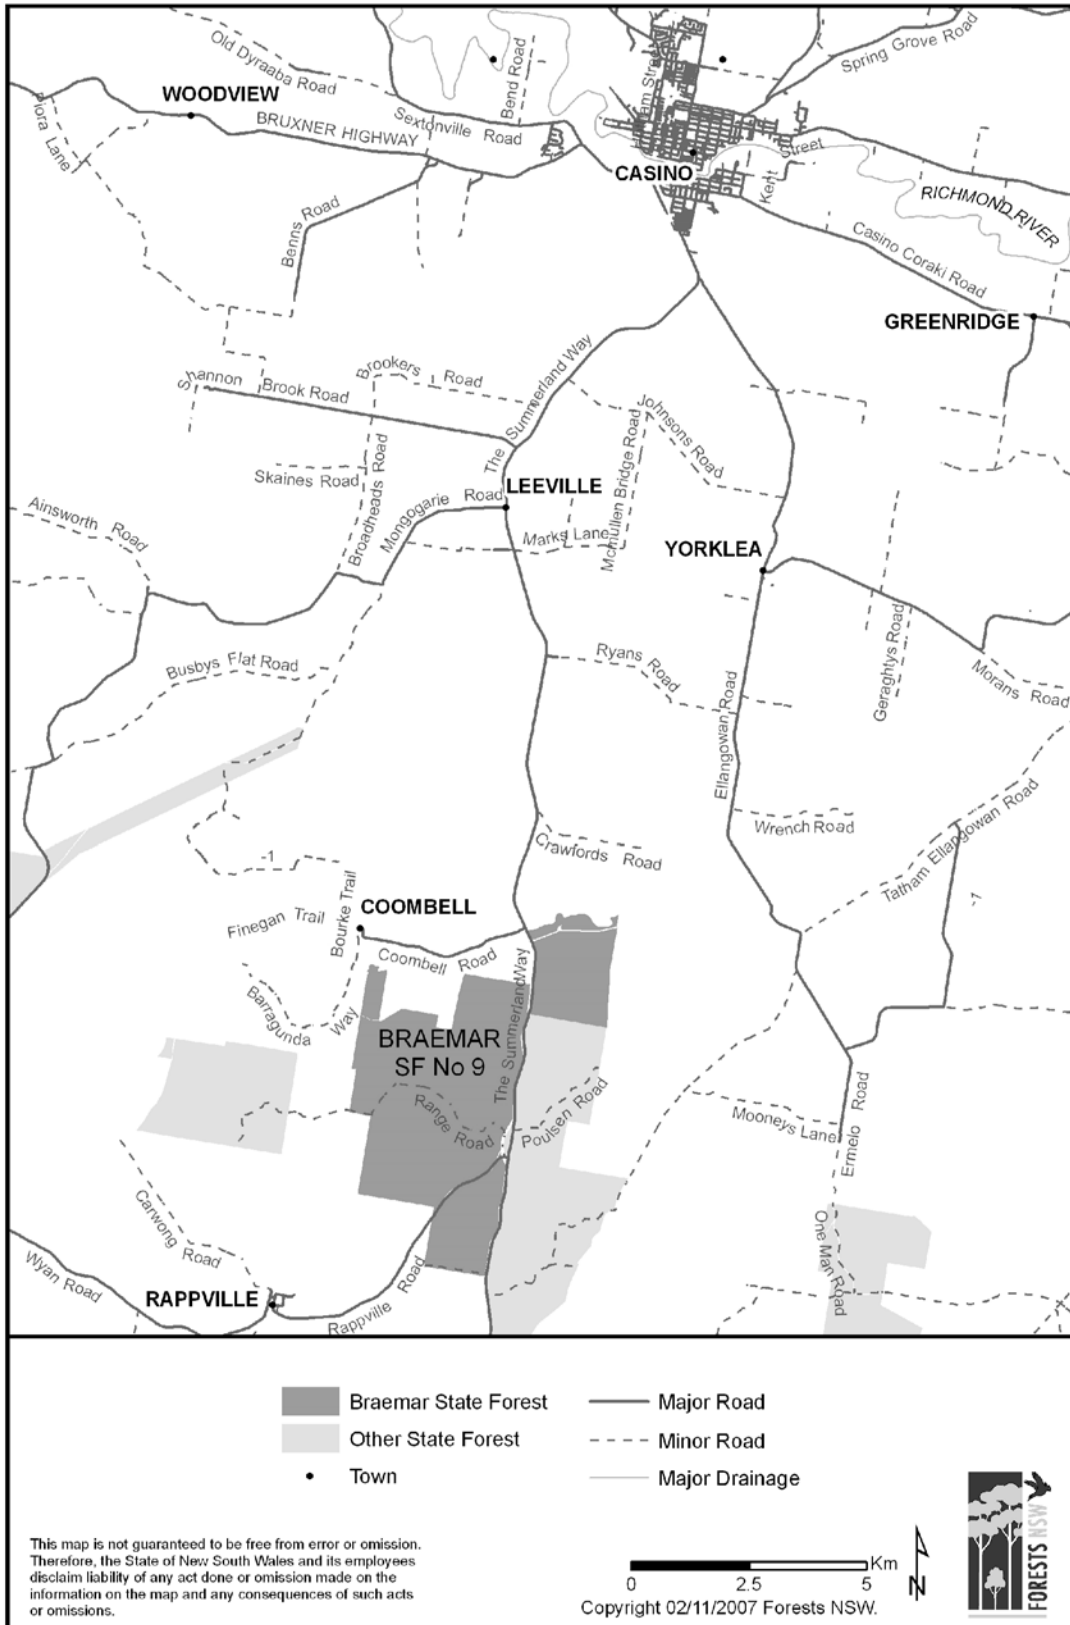 Old Dyraaba Road
Bend Road
Spring Grove Road
WOODVIEW
Piora Lane
BRUXNER HIGHWAY
Sextonville Road
CASINO
Kent Street
RICHMOND RIVER
Benns Road
Casino Coraki Road
GREENRIDGE
Shannon Brook Road
Brookers Road
The Summerland Way
Johnsons Road
Skaines Road
Broadheads Road
Mcmullen Bridge Road
LEEVILLE
Mongogarie Road
Ainsworth Road
Marks Lane
YORKLEA
Busbys Flat Road
Ryans Road
Geraghtys Road
Morans Road
Ellangowan Road
Wrench Road
Tatham Ellangowan Road
Crawfords Road
-1
-1
COOMBELL
Finegan Trail
Bourke Trail
Coombell Road
Barragunda Way
The Summerland Way
BRAEMAR
SF No 9
Range Road
Poulsen Road
Mooneys Lane
Ermelo Road
One Man Road
Carwong Road
Wyan Road
RAPPVILLE
Rappville Road
Braemar State Forest
Other State Forest
Town
Major Road
Minor Road
Major Drainage
This map is not guaranteed to be free from error or omission.
Therefore, the State of New South Wales and its employees
disclaim liability of any act done or omission made on the
information on the map and any consequences of such acts
or omissions.
Km
0 2.5 5
Copyright 02/11/2007 Forests NSW.
N
FORESTS NSW